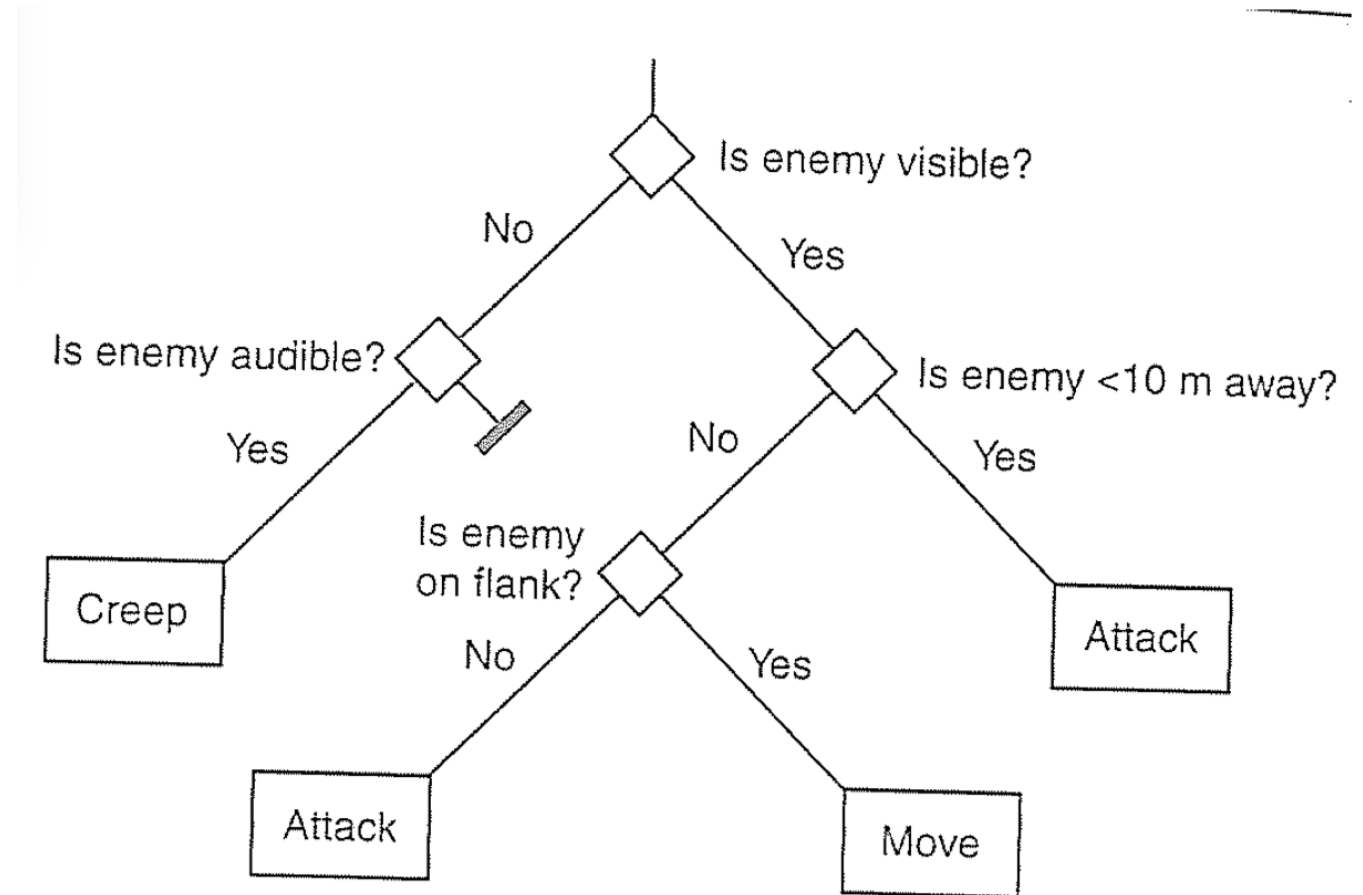 Is enemy visible?
No
Yes
Is enemy audible?
Is enemy <10 m away?
Yes
No
Yes
Is enemy
on flank?
Creep
No
Yes
Attack
Attack
Move